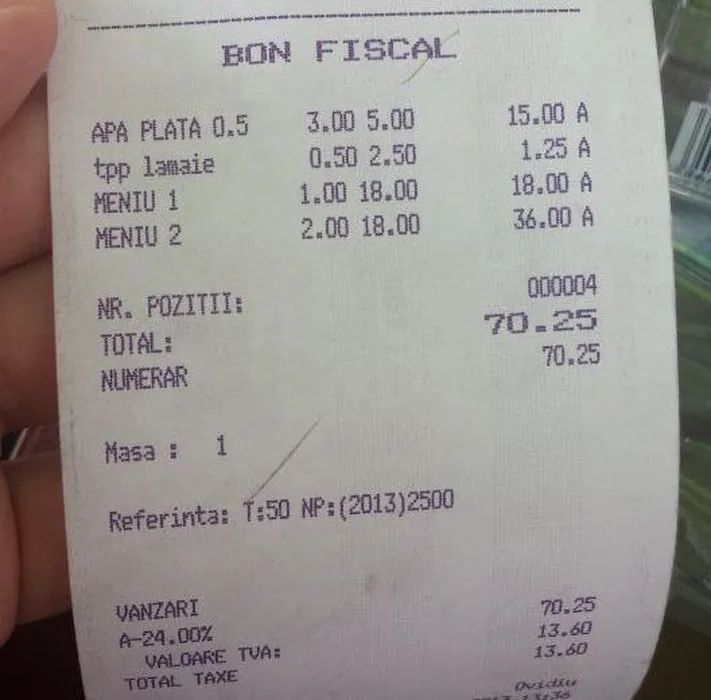 BON FISCAL
APA PLATA 0.5 3.00 5.00 15.00 A
tpp lamaie 0.50 2.50 1.25 A
MENIU 1 1.00 18.00 18.00 A
MENIU 2 2.00 18.00 36.00 A
NR. POZITII: 000004
TOTAL: 70.25
NUMERAR 70.25
Masa : 1
Referinta: T:50 NP:(2013)2500
VANZARI 70.25
A-24.00% 13.60
VALOARE TVA: 13.60
TOTAL TAXE
Ovidiu